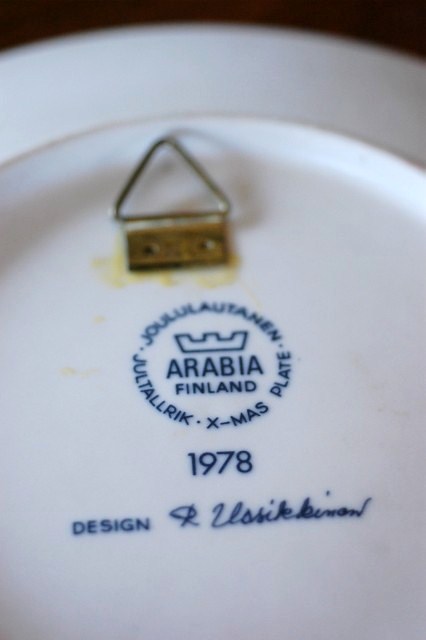 JOULULAUTANEN · X-MAS PLATE · JULTALLRIK ·
ARABIA
FINLAND
1978
DESIGN R Uosikkinen